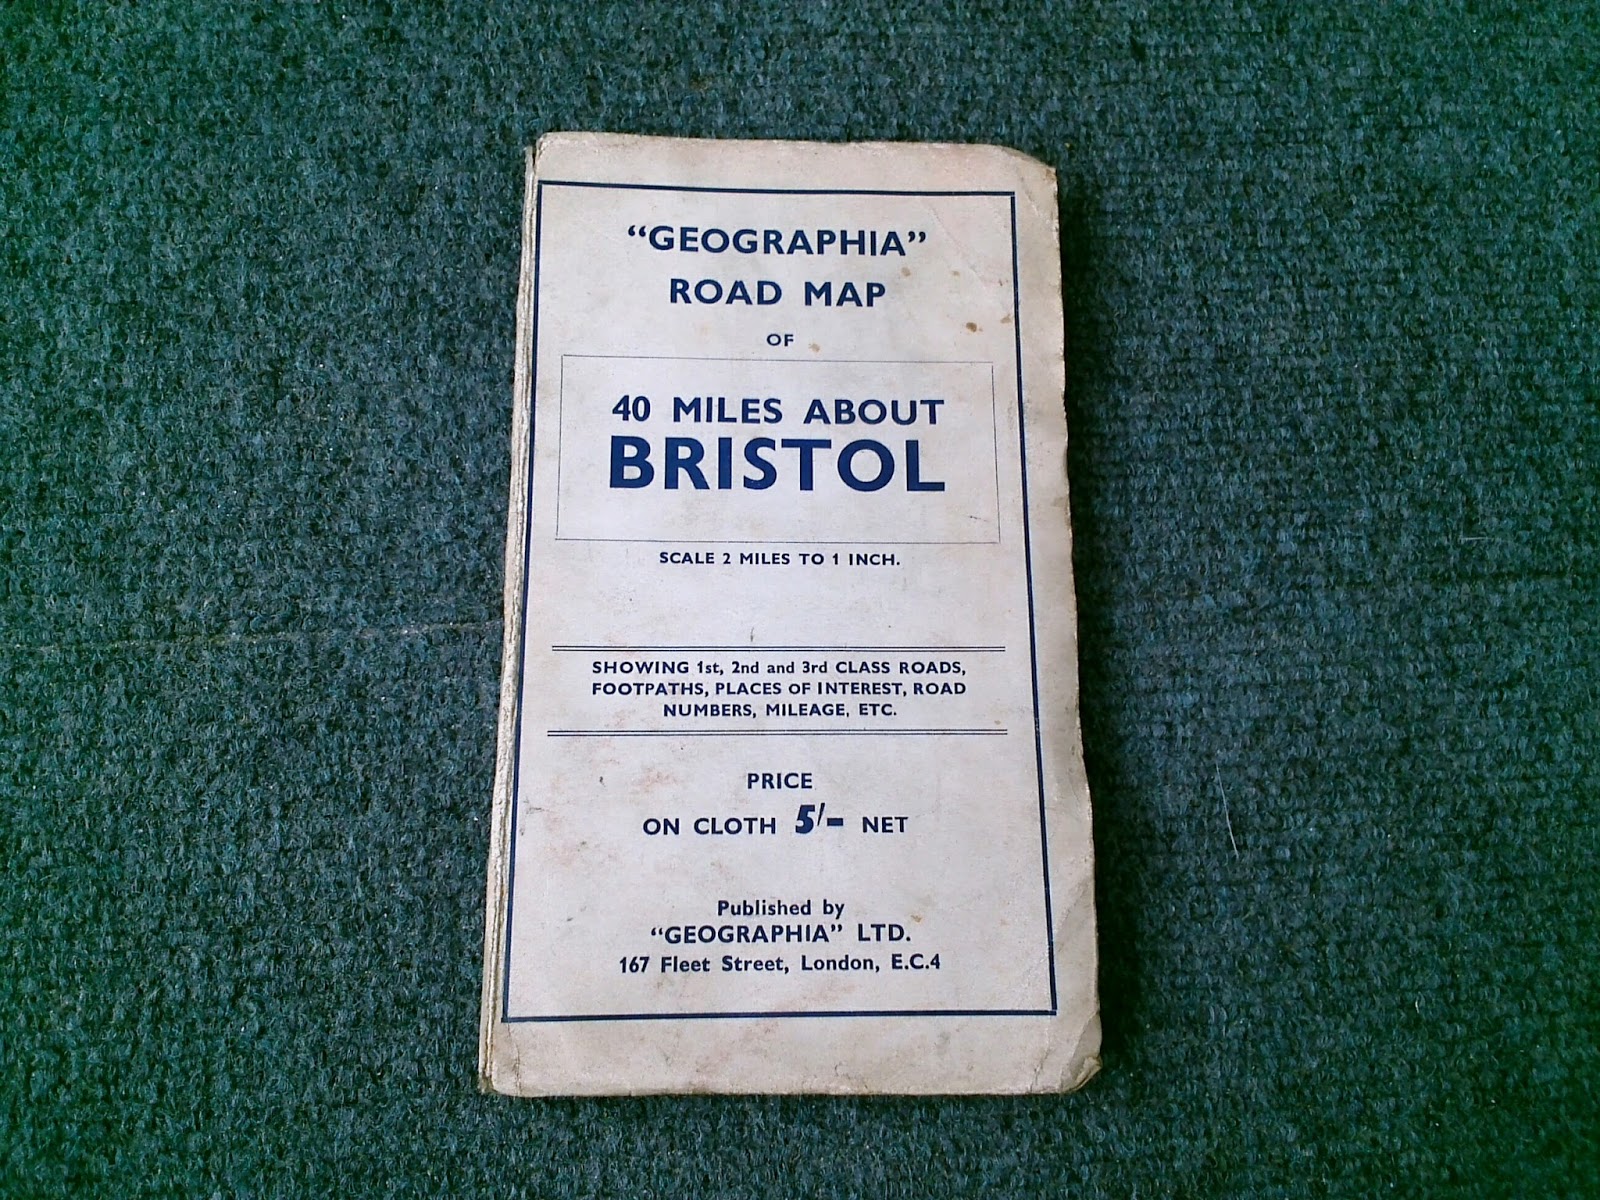 “GEOGRAPHIA”
ROAD MAP
OF
40 MILES ABOUT
BRISTOL
SCALE 2 MILES TO 1 INCH.
SHOWING 1st, 2nd and 3rd CLASS ROADS,
FOOTPATHS, PLACES OF INTEREST, ROAD
NUMBERS, MILEAGE, ETC.
PRICE
ON CLOTH 5/- NET
Published by
“GEOGRAPHIA” LTD.
167 Fleet Street, London, E.C.4